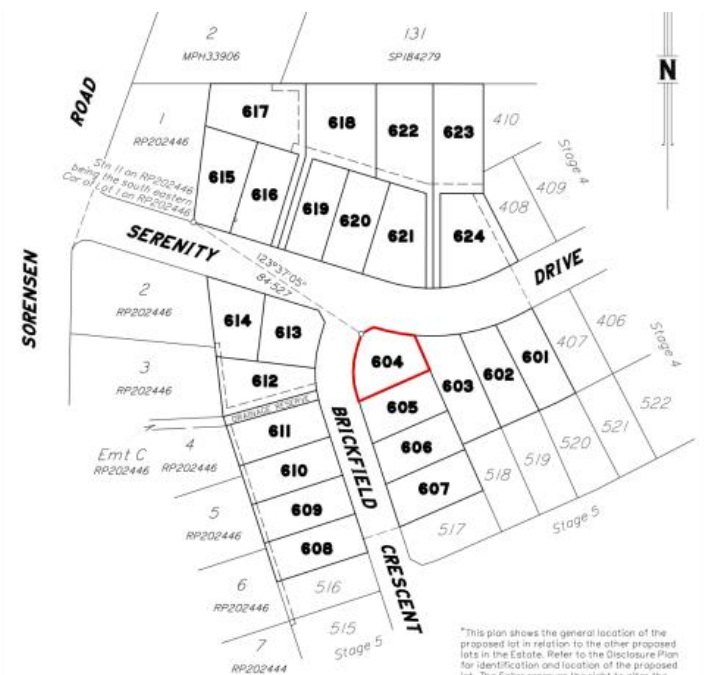 2
MPH33906
131
SP184279
N
ROAD
1
RP202446
617
618
622
623
410
Stage 4
409
408
615
616
619
620
621
624
Stn 11 on RP202446
being the south eastern
Cor of Lot 1 on RP202446
SERENITY
DRIVE
123°37'05"
84·527
SORENSEN
2
RP202446
614
613
604
603
602
601
407
406
Stage 4
3
RP202446
612
DRAINAGE RESERVE
605
606
607
522
521
520
519
518
517
Stage 5
BRICKFIELD
CRESCENT
Emt C
RP202446
4
RP202446
611
610
609
608
5
RP202446
6
RP202446
516
515
Stage 5
7
RP202444
"This plan shows the general location of the
proposed lot in relation to the other proposed
lots in the Estate. Refer to the Disclosure Plan
for identification and location of the proposed